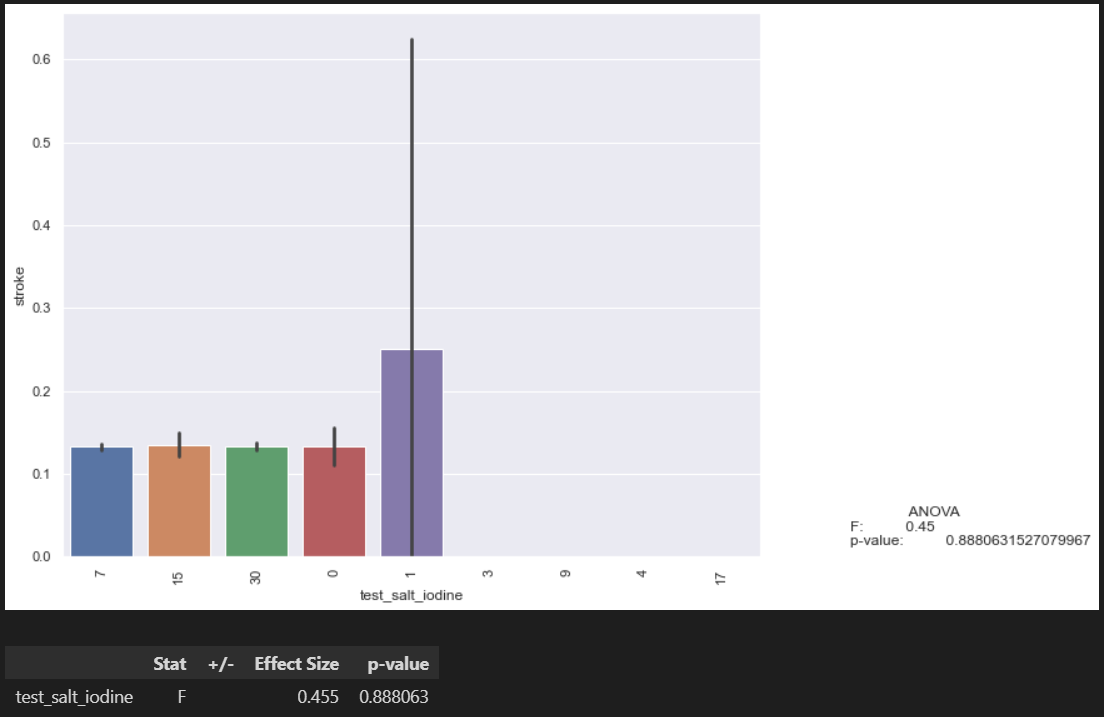 0.6
0.5
0.4
0.3
0.2
0.1
0.0
stroke
7 15 30 0 1 3 9 4 17
test_salt_iodine
ANOVA
F: 0.45
p-value: 0.8880631527079967
Stat +/- Effect Size p-value
test_salt_iodine F 0.455 0.888063